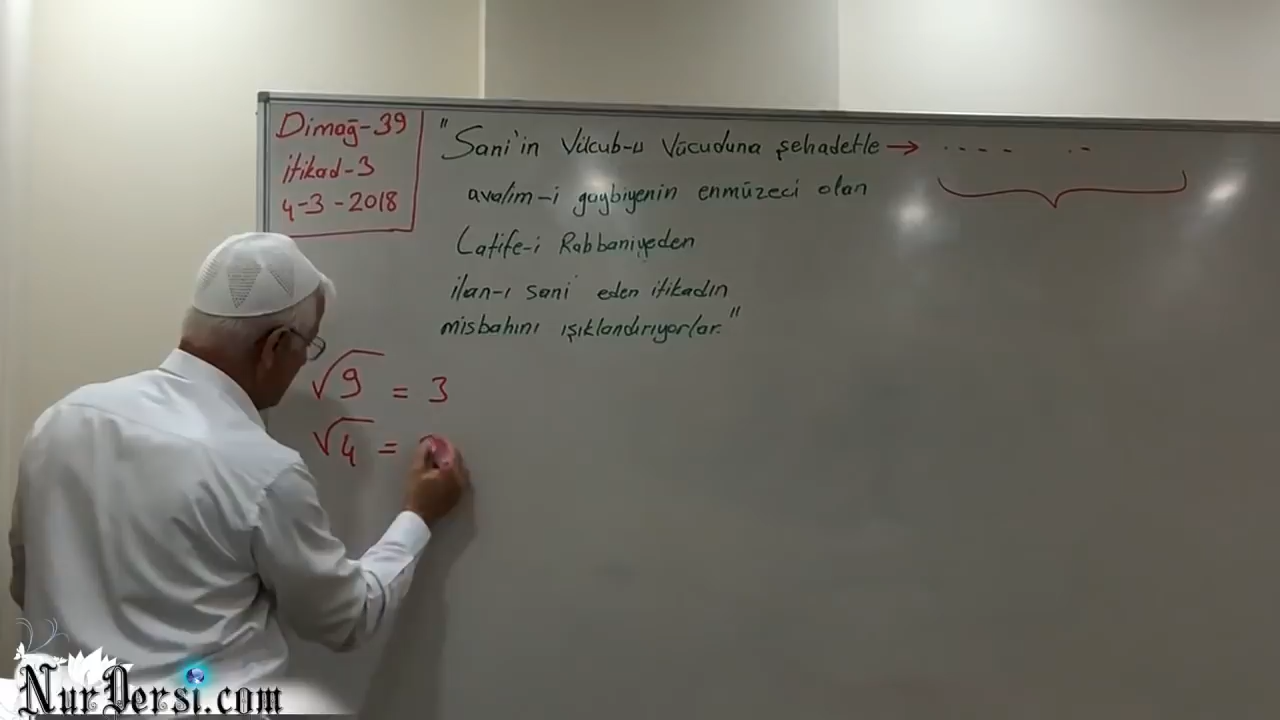 Dimağ-39
itikad-3
4-3-2018
"Sani'in Vücub-u Vücuduna şehadetle →
avalim-i gaybiyenin enmüzeci olan
Latife-i Rabbaniyeden
ilan-ı Sani eden itikadın
misbahını ışıklandırıyorlar."
√9 = 3
√4 =
NurDersi.com